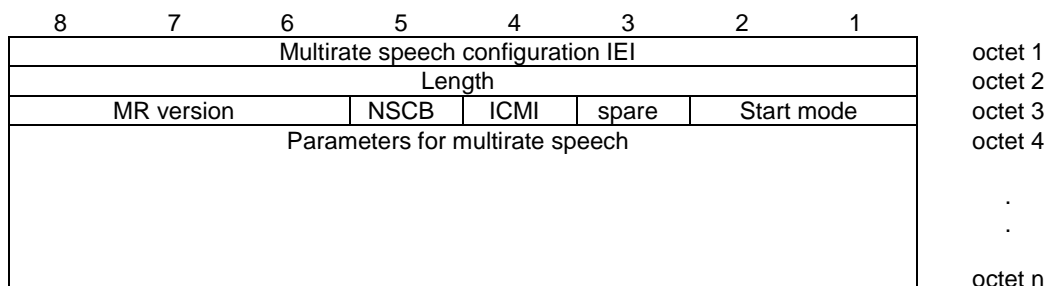 8 7 6 5 4 3 2 1
Multirate speech configuration IEI octet 1
Length octet 2
MR version NSCB ICMI spare Start mode octet 3
Parameters for multirate speech octet 4
.
.
octet n